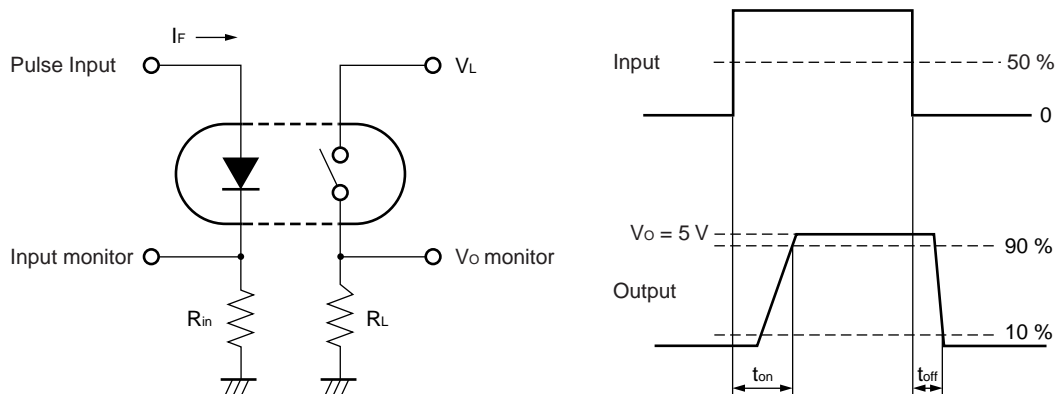 IF
Pulse Input
VL
Input monitor
VO monitor
Rin
RL
Input
50 %
0
VO = 5 V
90 %
Output
10 %
ton
toff